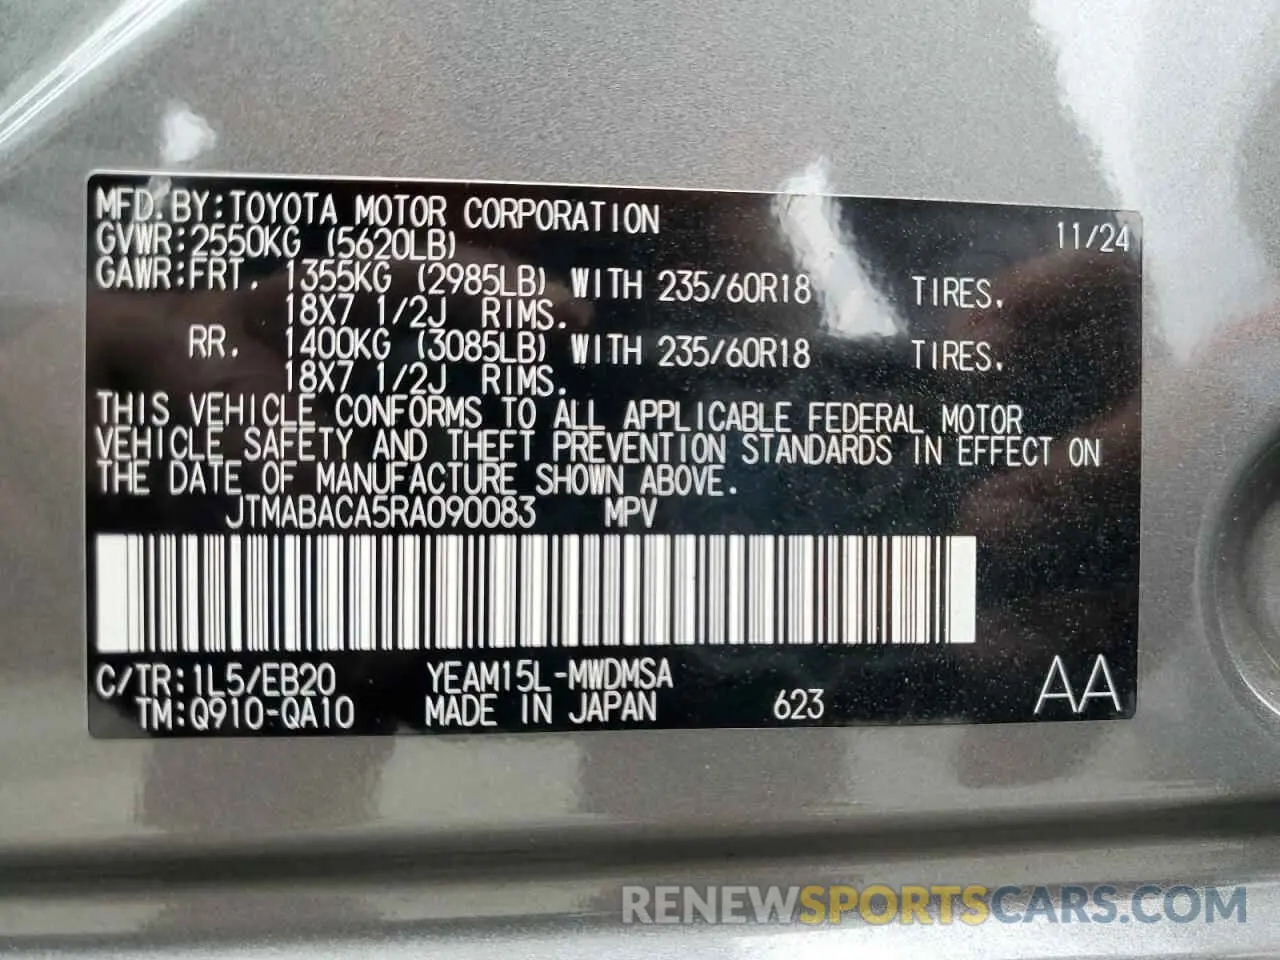 MFD. BY: TOYOTA MOTOR CORPORATION 11/24
GVWR: 2550KG (5620LB)
GAWR: FRT. 1355KG (2985LB) WITH 235/60R18 TIRES,
18X7 1/2J RIMS.
RR. 1400KG (3085LB) WITH 235/60R18 TIRES,
18X7 1/2J RIMS.
THIS VEHICLE CONFORMS TO ALL APPLICABLE FEDERAL MOTOR
VEHICLE SAFETY AND THEFT PREVENTION STANDARDS IN EFFECT ON
THE DATE OF MANUFACTURE SHOWN ABOVE.
JTMABACA5RA090083 MPV
C/TR: 1L5/EB20 YEAM15L-MWDMSA
TM: Q910-QA10 MADE IN JAPAN 623 AA
RENEWSPORTSCARS.COM